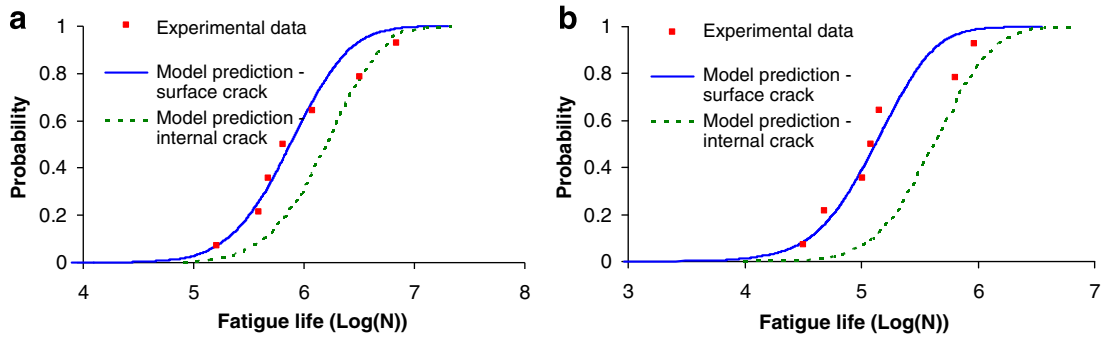 a
1
0.8
0.6
0.4
0.2
0
Probability
Experimental data
Model prediction -
surface crack
Model prediction -
internal crack
4
5
6
7
8
Fatigue life (Log(N))
b
1
0.8
0.6
0.4
0.2
0
Probability
Experimental data
Model prediction -
surface crack
Model prediction -
internal crack
3
4
5
6
7
Fatigue life (Log(N))